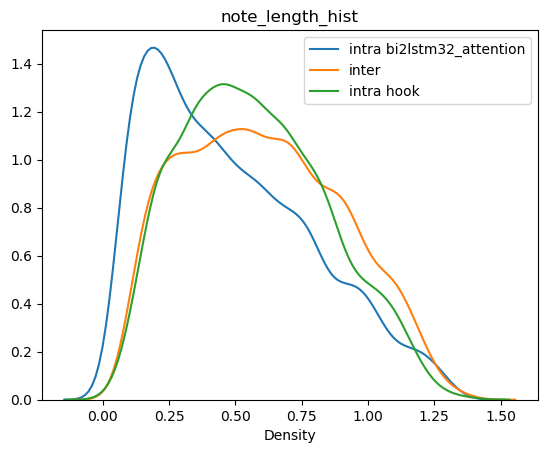 note_length_hist
intra bi2lstm32_attention
inter
intra hook
1.4
1.2
1.0
0.8
0.6
0.4
0.2
0.0
0.00 0.25 0.50 0.75 1.00 1.25 1.50
Density